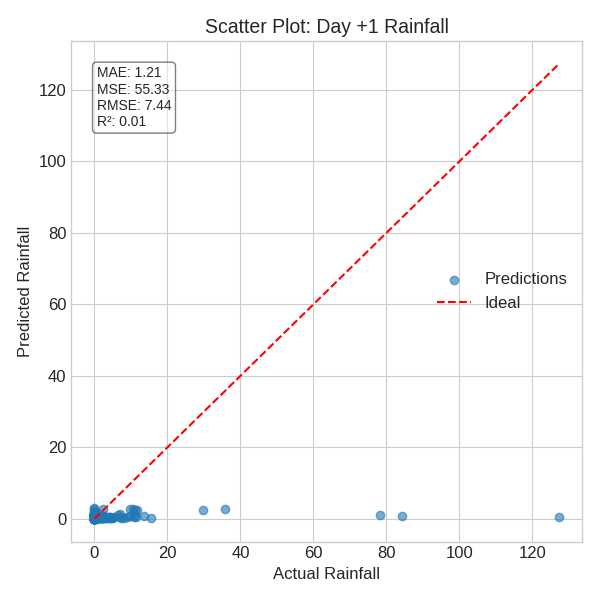 Scatter Plot: Day +1 Rainfall
MAE: 1.21
MSE: 55.33
RMSE: 7.44
R²: 0.01
120
100
80
60
40
20
0
Predicted Rainfall
Predictions
Ideal
0 20 40 60 80 100 120
Actual Rainfall